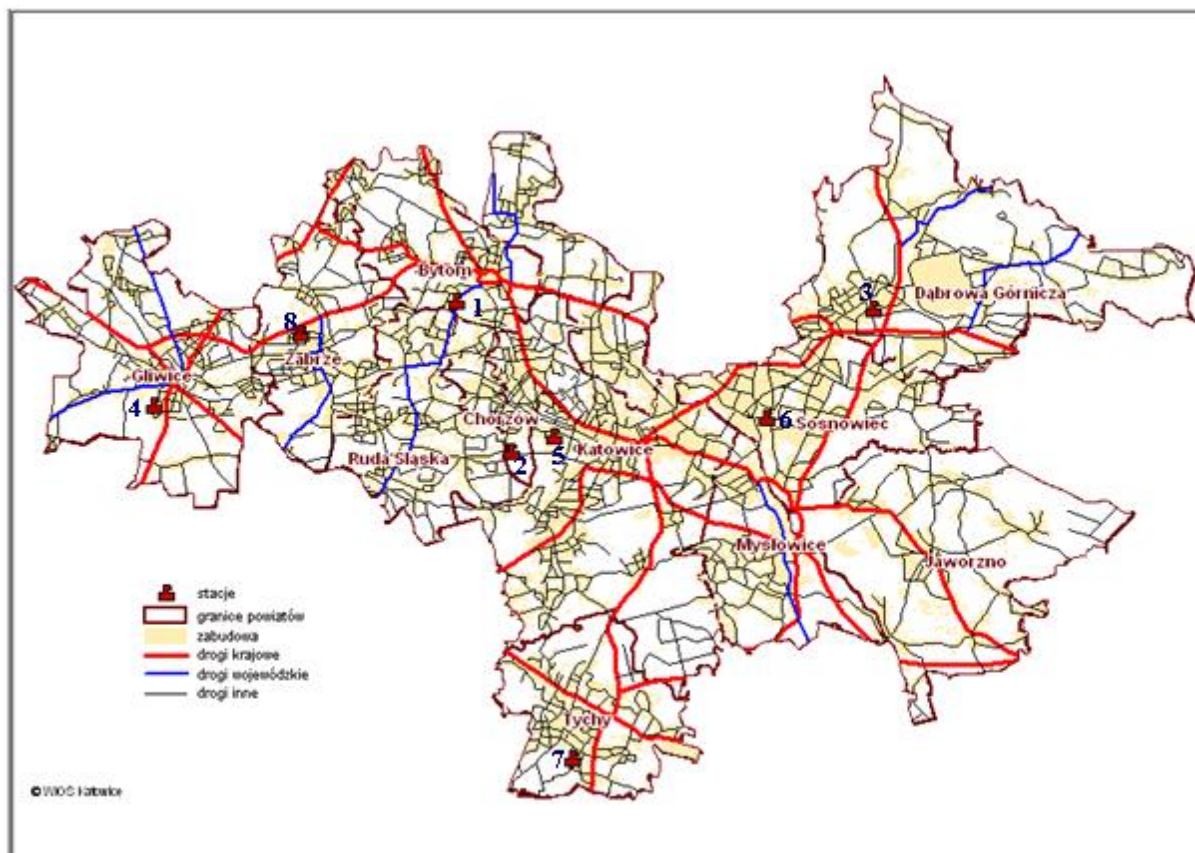 Bytom
1
3
Dąbrowa Górnicza
8
Zabrze
Gliwice
4
Chorzów
6
Sosnowiec
Ruda Śląska
2
5
Katowice
Mysłowice
Jaworzno
stacje
granice powiatów
zabudowa
drogi krajowe
drogi wojewódzkie
drogi inne
Tychy
7
© WIOŚ Katowice